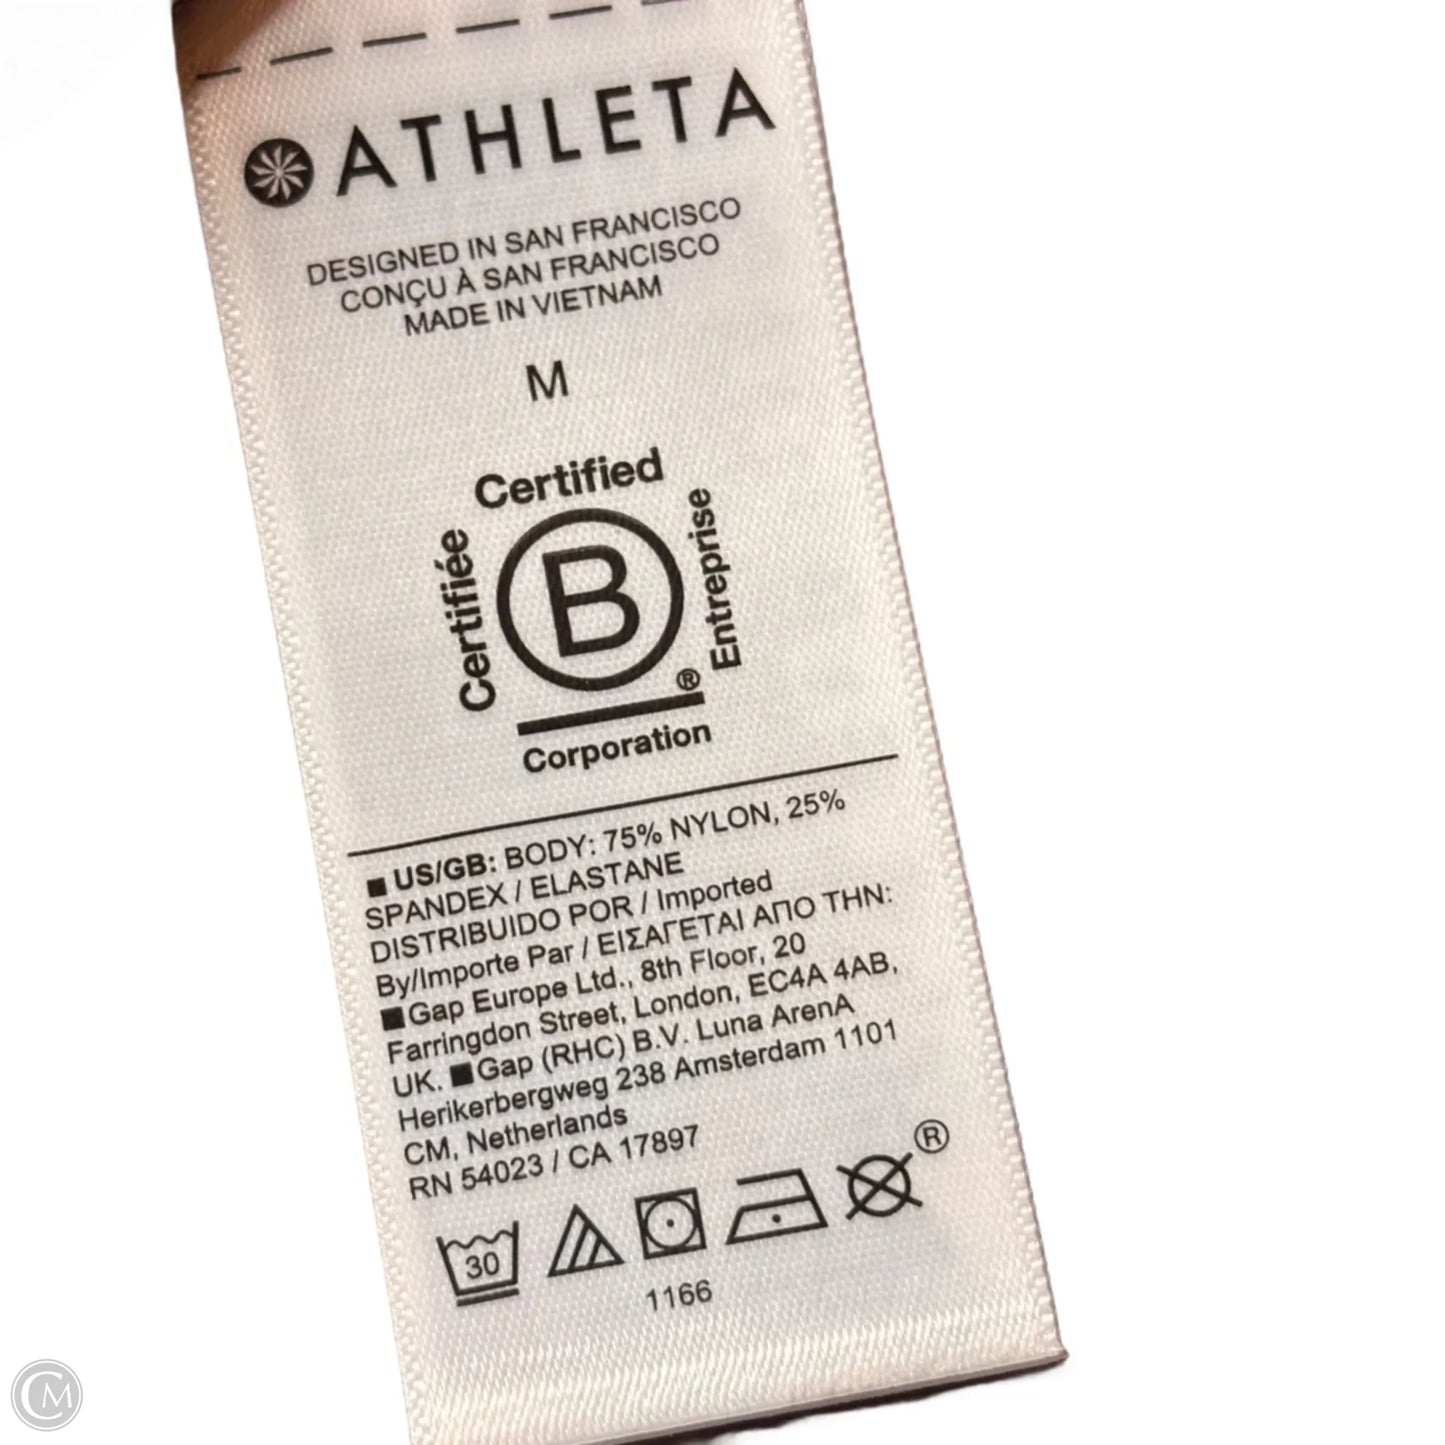 ATHLETA
DESIGNED IN SAN FRANCISCO
CONÇU À SAN FRANCISCO
MADE IN VIETNAM
M
Certified
Certifiée
B
Entreprise
®
Corporation
■ US/GB: BODY: 75% NYLON, 25%
SPANDEX / ELASTANE
DISTRIBUIDO POR / Imported
By/Importe Par / ΕΙΣΑΓΕΤΑΙ ΑΠΟ ΤΗΝ:
■Gap Europe Ltd., 8th Floor, 20
Farringdon Street, London, EC4A 4AB,
UK. ■Gap (RHC) B.V. Luna ArenA
Herikerbergweg 238 Amsterdam 1101
CM, Netherlands
RN 54023 / CA 17897
30
®
1166
CM